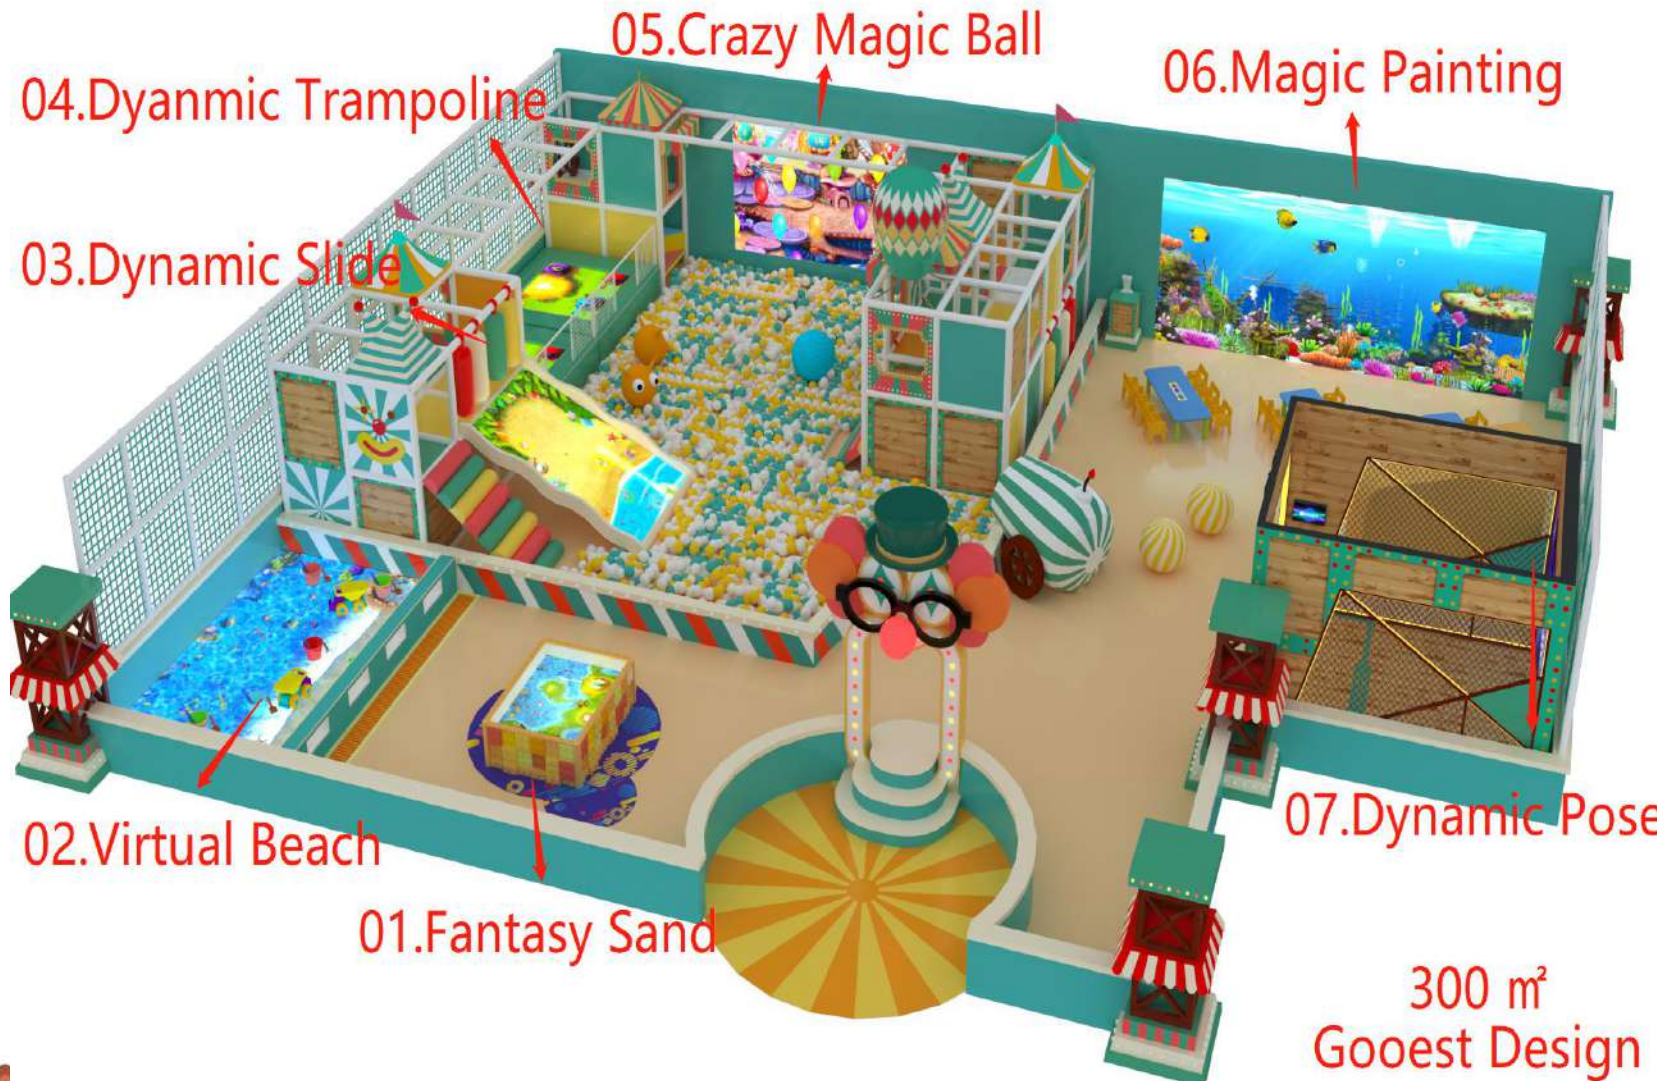 05.Crazy Magic Ball
04.Dyanmic Trampoline
06.Magic Painting
03.Dynamic Slide
07.Dynamic Pose
02.Virtual Beach
01.Fantasy Sand
300 ㎡
Gooest Design